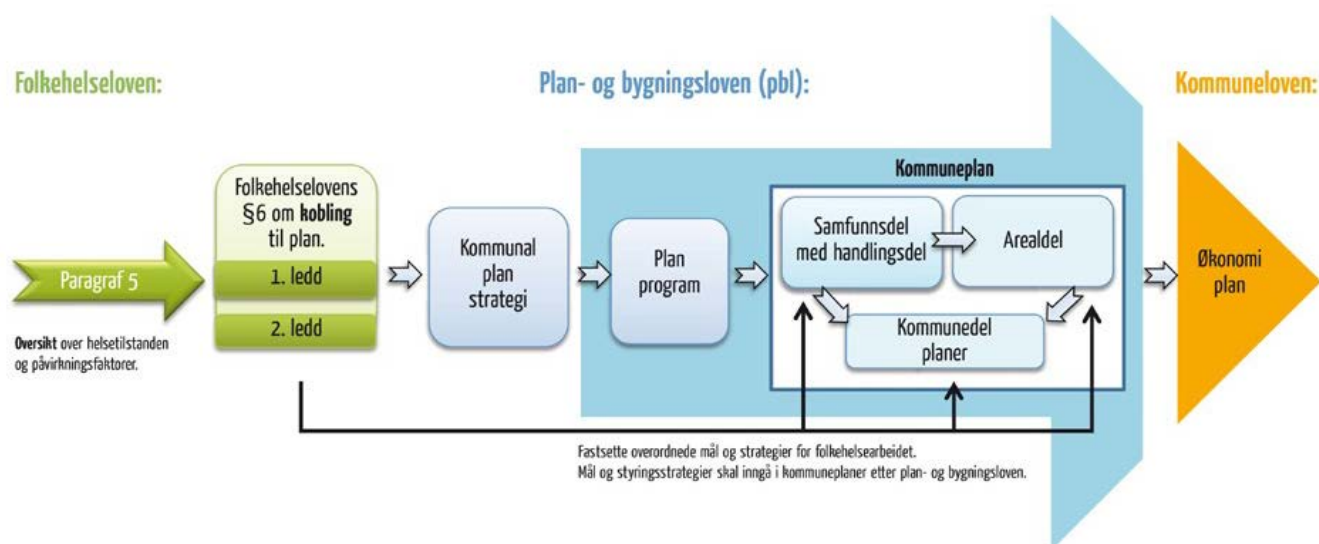 Folkehelseloven:
Plan- og bygningsloven (pbl):
Kommuneloven:
Paragraf 5
Oversikt over helsetilstanden
og påvirkningsfaktorer.
Folkehelselovens
§6 om kobling
til plan.
1. ledd
2. ledd
Kommunal
plan
strategi
Plan
program
Kommuneplan
Samfunnsdel
med handlingsdel
Arealdel
Kommunedel
planer
Økonomi
plan
Fastsette overordnede mål og strategier for folkehelsearbeidet.
Mål og styringsstrategier skal inngå i kommuneplaner etter plan- og bygningsloven.